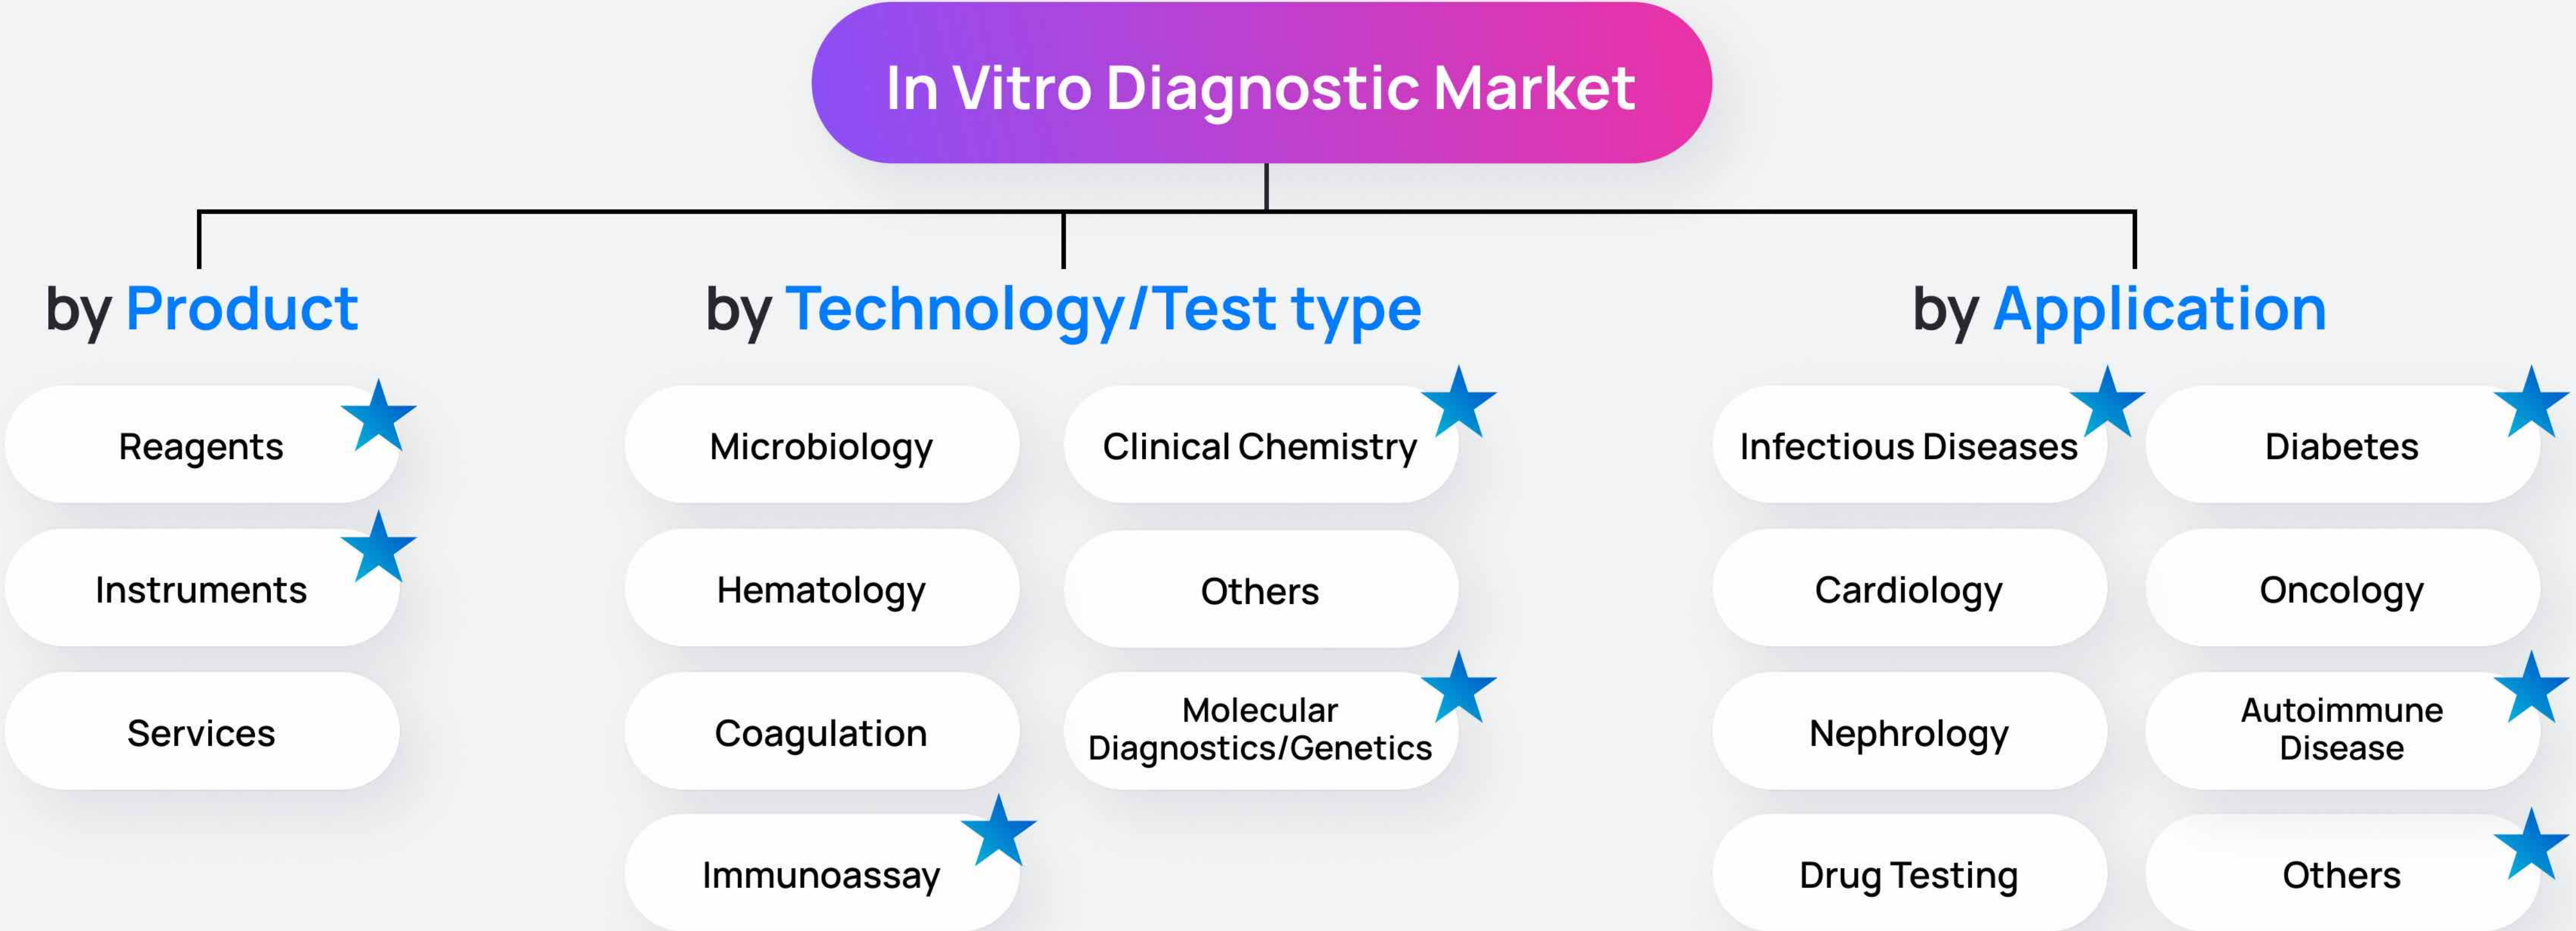 In Vitro Diagnostic Market
by Product
Reagents
Instruments
Services
by Technology/Test type
Microbiology
Clinical Chemistry
Hematology
Others
Coagulation
Molecular
Diagnostics/Genetics
Immunoassay
by Application
Infectious Diseases
Diabetes
Cardiology
Oncology
Nephrology
Autoimmune
Disease
Drug Testing
Others